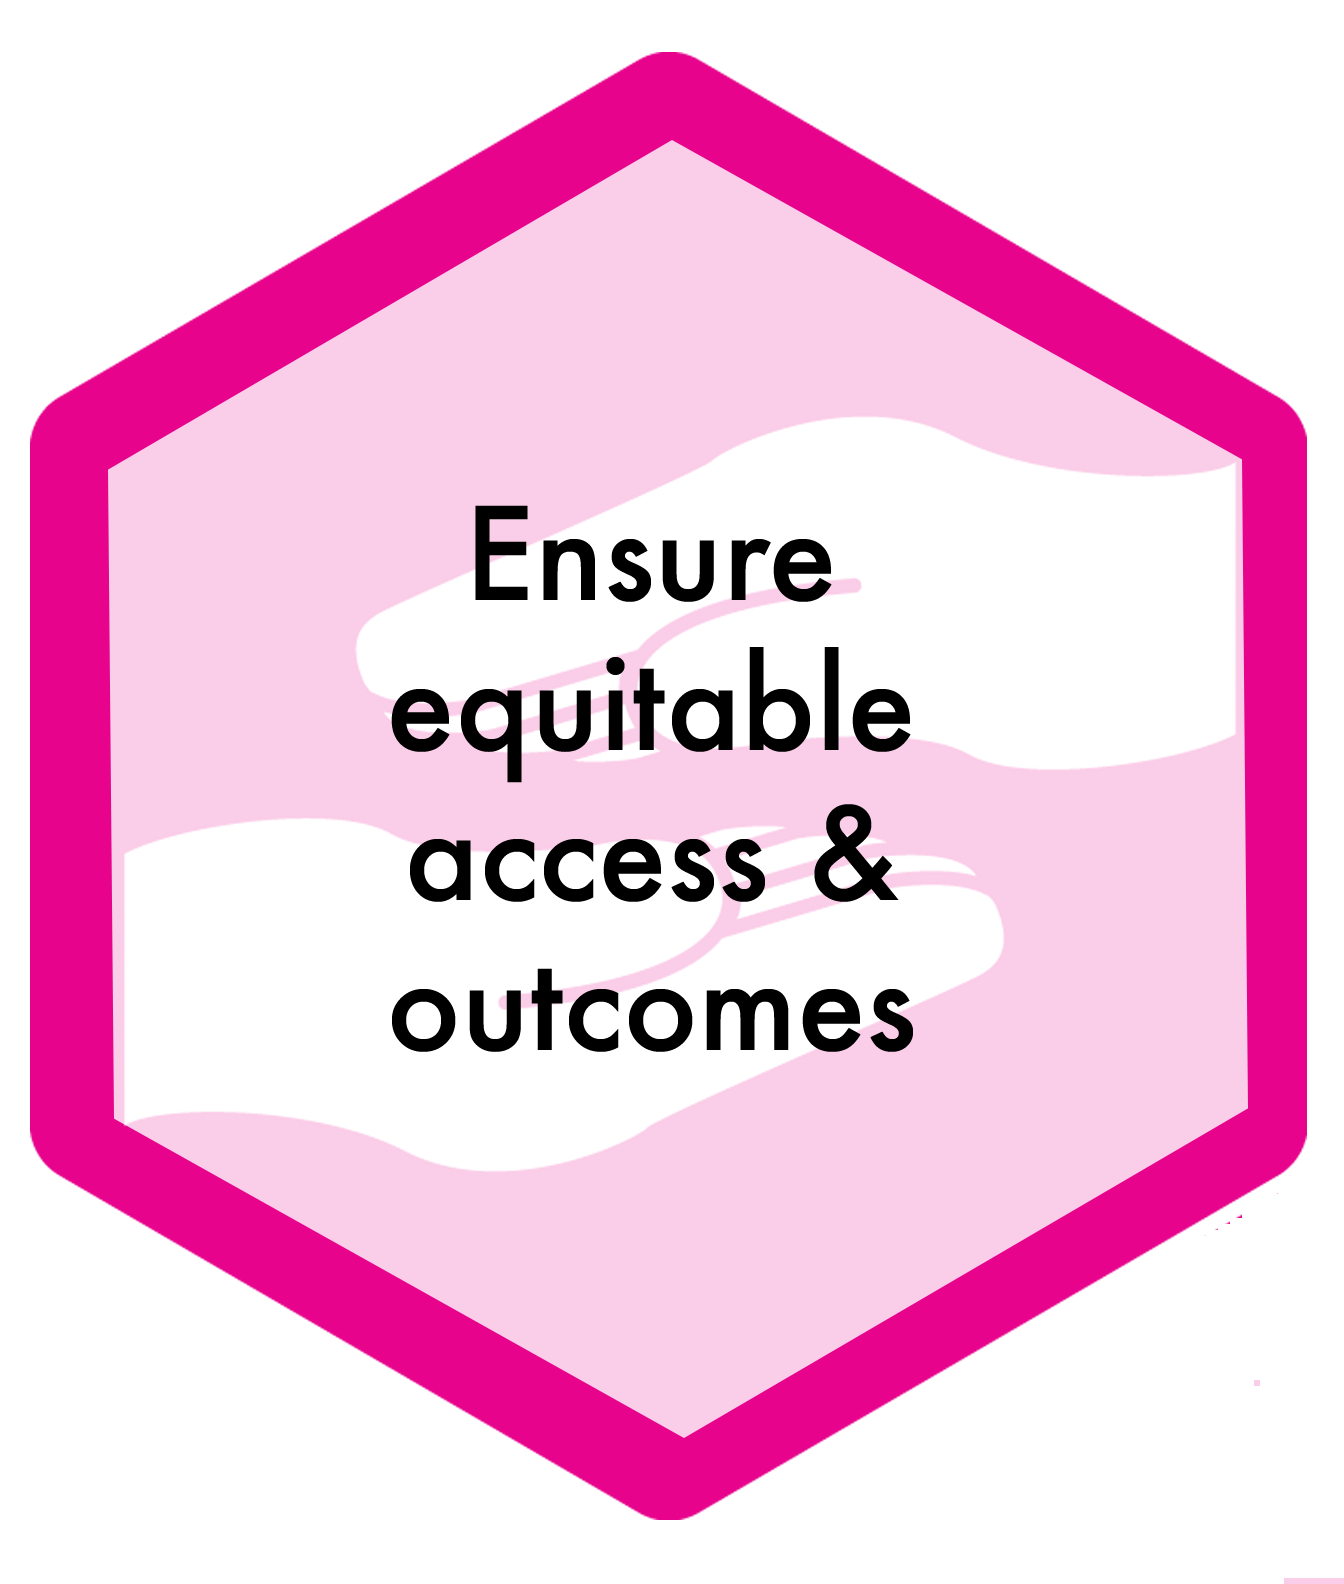 Ensure
equitable
access &
outcomes